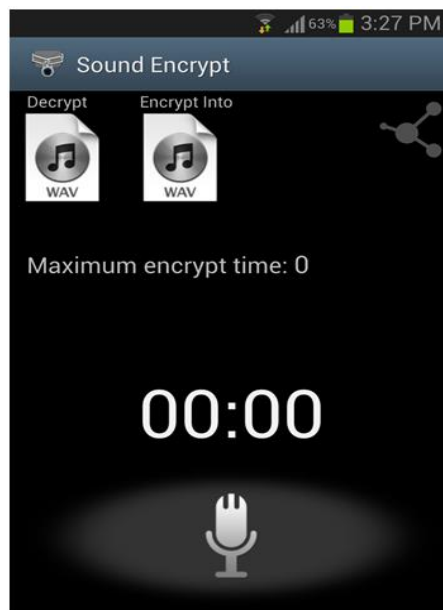 63% 3:27 PM
Sound Encrypt
Decrypt Encrypt Into
WAV WAV
Maximum encrypt time: 0
00:00